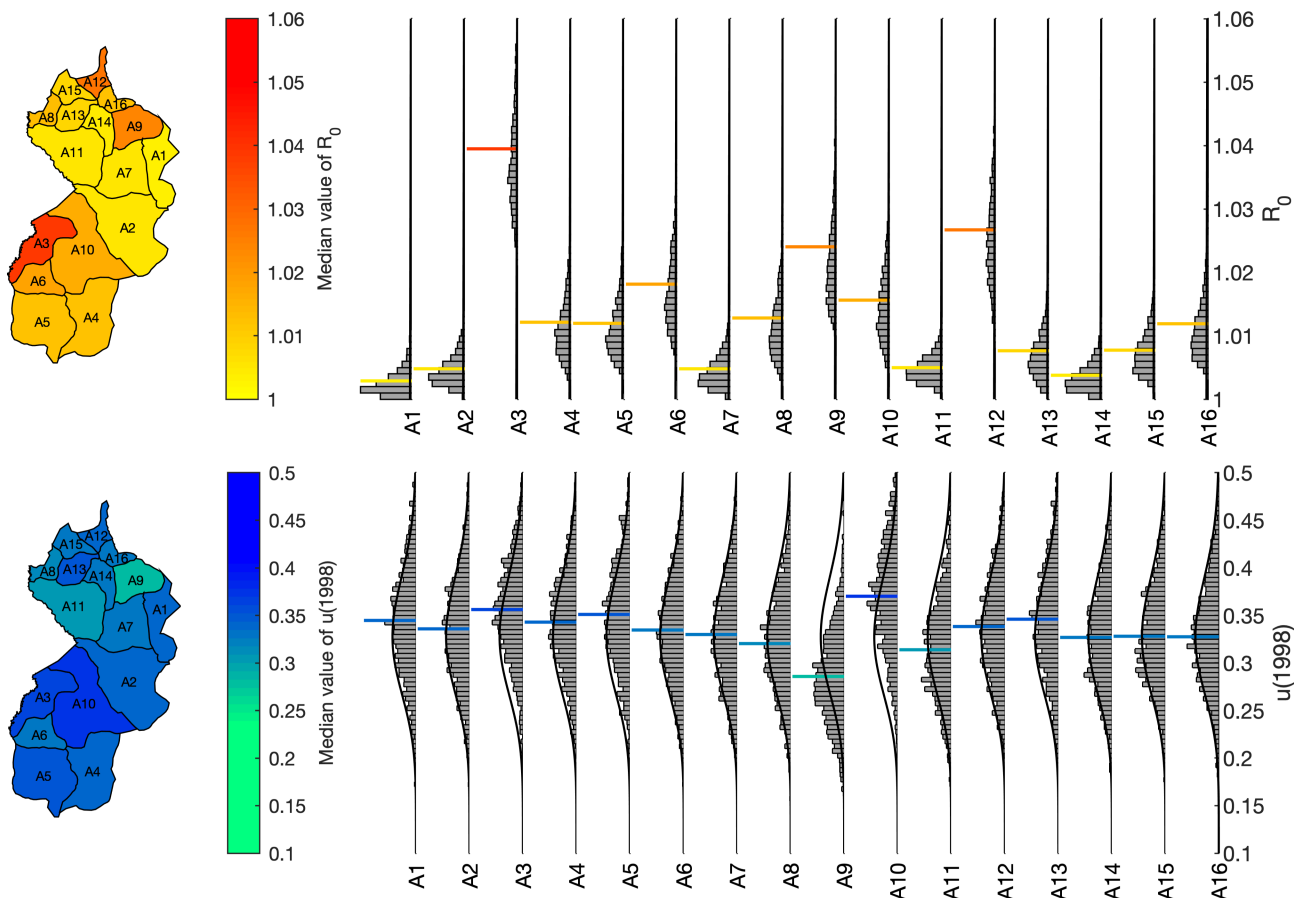 A12
A15
A16
A8
A13
A14
A9
A11
A1
A7
A2
A3
A10
A6
A5
A4
1.06
1.05
1.04
1.03
1.02
1.01
1
Median value of R0
A1
A2
A3
A4
A5
A6
A7
A8
A9
A10
A11
A12
A13
A14
A15
A16
1.06
1.05
1.04
1.03
1.02
1.01
1
R0
A12
A15
A16
A8
A13
A14
A9
A11
A1
A7
A2
A3
A10
A6
A5
A4
0.5
0.45
0.4
0.35
0.3
0.25
0.2
0.15
0.1
Median value of u(1998)
A1
A2
A3
A4
A5
A6
A7
A8
A9
A10
A11
A12
A13
A14
A15
A16
0.5
0.45
0.4
0.35
0.3
0.25
0.2
0.15
0.1
u(1998)